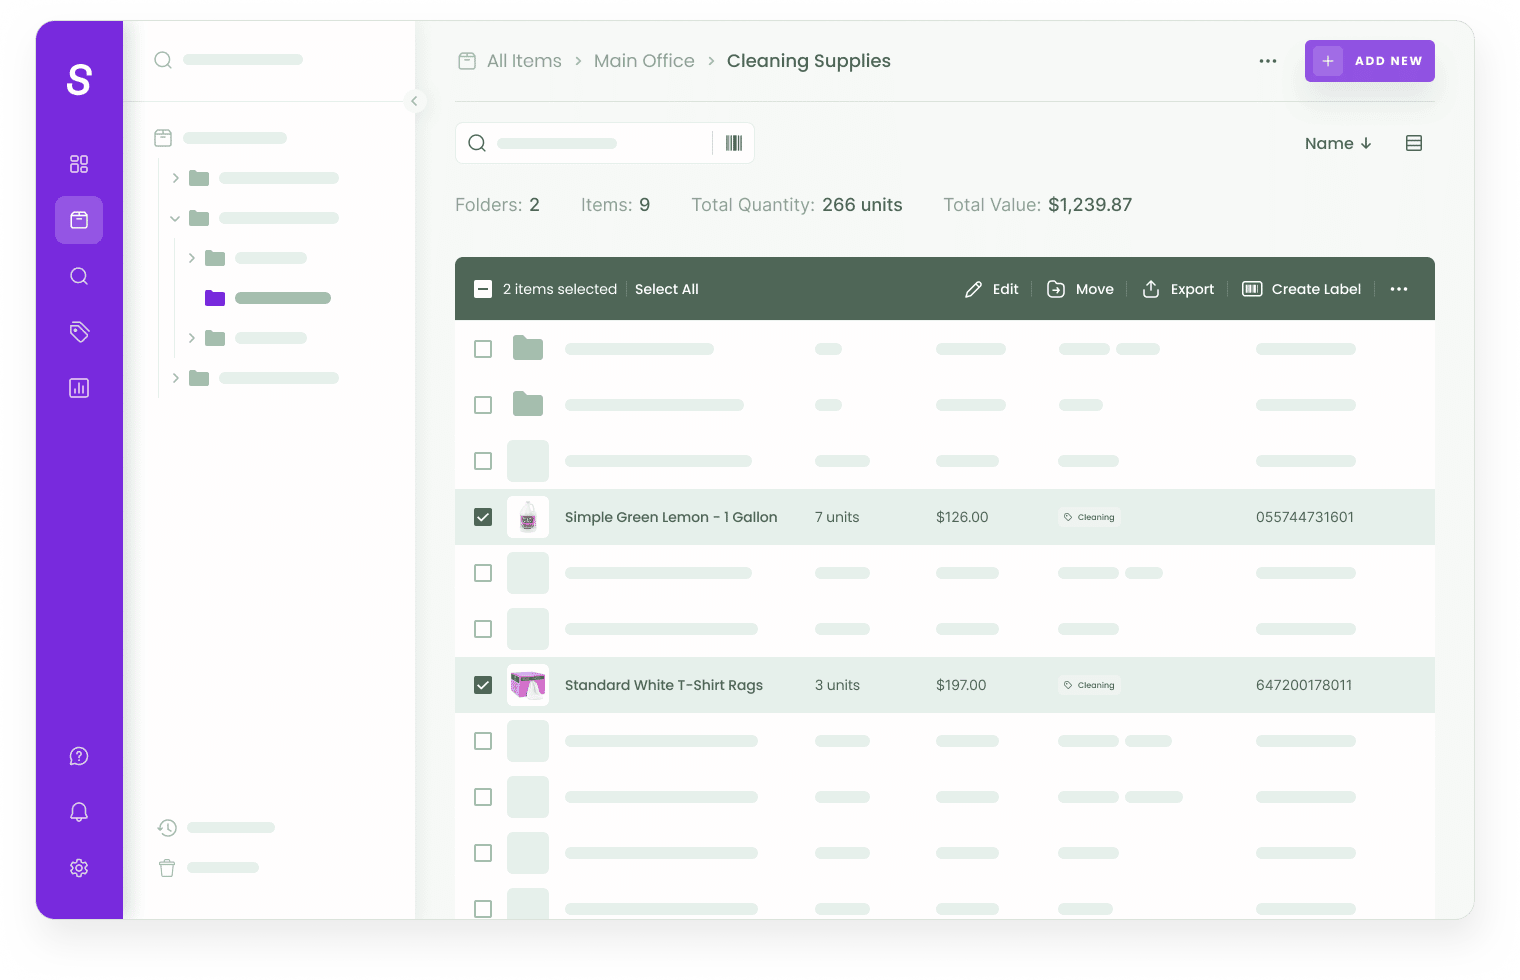 S
All Items > Main Office > Cleaning Supplies
ADD NEW
Name
Folders: 2 Items: 9 Total Quantity: 266 units Total Value: $1,239.87
2 items selected Select All Edit Move Export Create Label
Simple Green Lemon - 1 Gallon 7 units $126.00 Cleaning 055744731601
Standard White T-Shirt Rags 3 units $197.00 Cleaning 647200178011